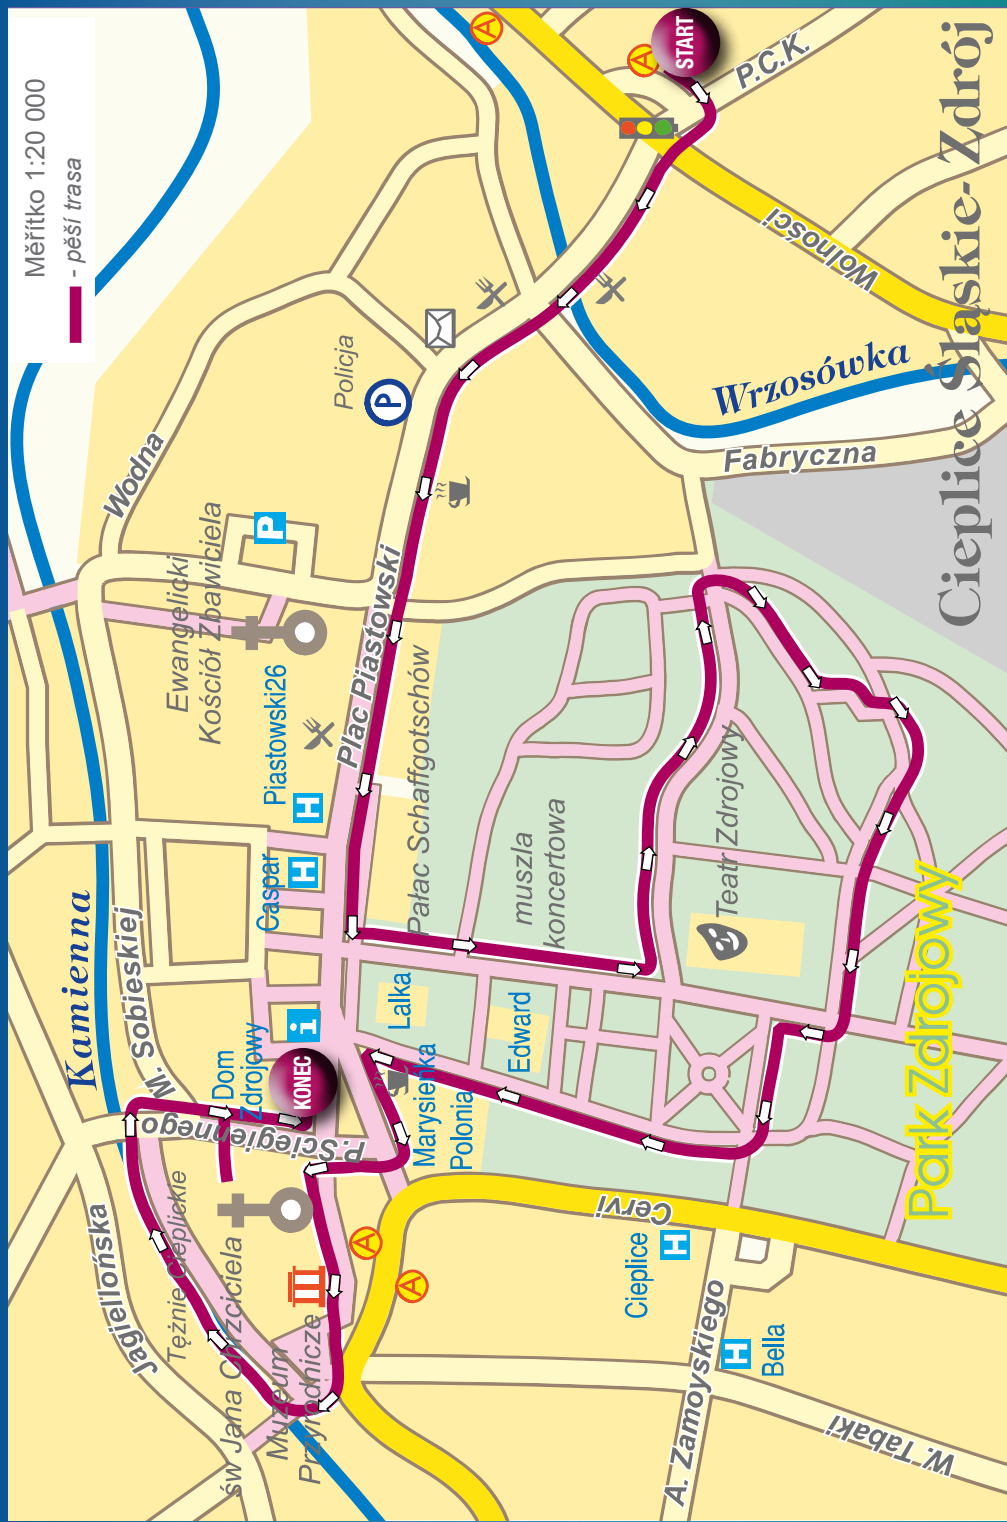 Měřítko 1:20 000
- pěší trasa
Cieplice Śląskie- Zdrój
START
A
A
P.C.K.
Wolności
Wrzosówka
Fabryczna
Policja
P
Wodna
P
Ewangelicki
Kościół Zbawiciela
Plac Piastowski
Piastowski26
H
Caspar
H
Pałac Schaffgotschów
muszla
koncertowa
Teatr Zdrojowy
Park Zdrojowy
Kamienna
M. Sobieskiej
Dom
Zdrojowy
i
KONEC
Lalka
Edward
Marysieńka
Polonia
P.Ściegiennego
Jagiellońska
Tężnie Cieplickie
św Jana Chrzciciela
Muzeum
Przyrodnicze
A
A
Cervi
Cieplice
H
A. Zamoyskiego
H
Bella
W. Tabaki